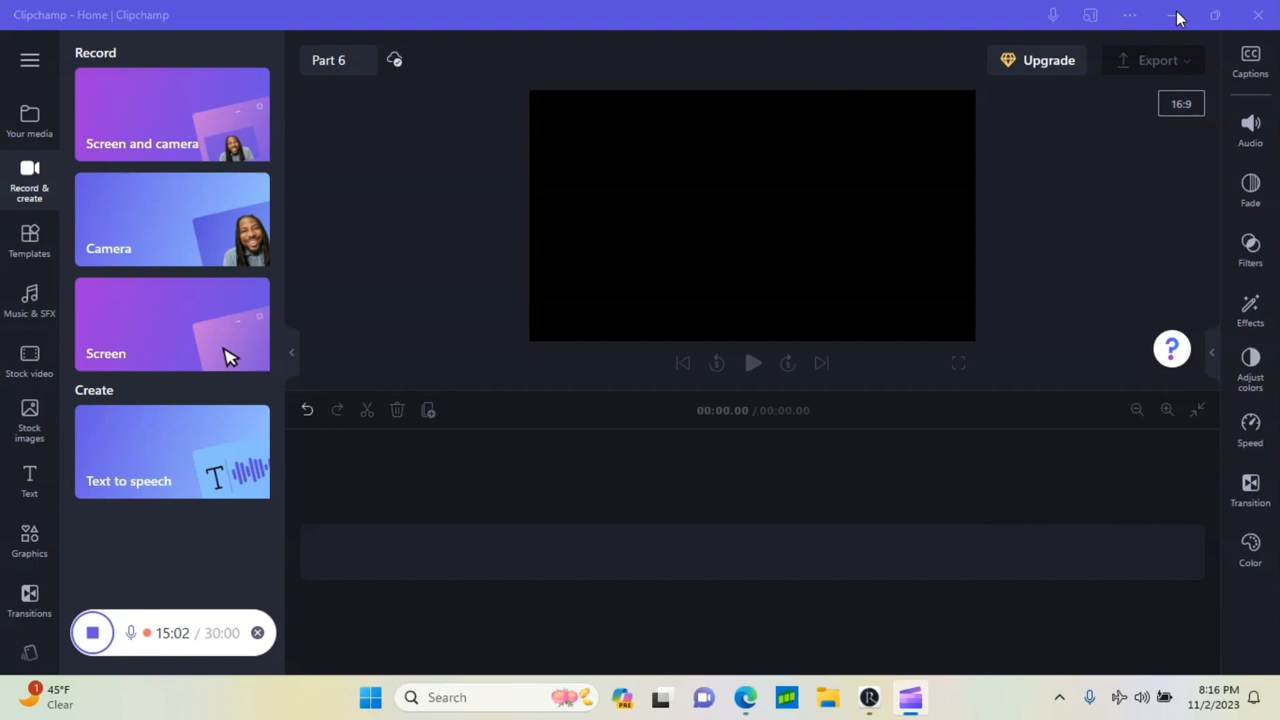 Clipchamp - Home | Clipchamp
Record
Part 6
Upgrade
Export
Captions
16:9
Screen and camera
Your media
Audio
Record &
create
Fade
Camera
Templates
Filters
Music & SFX
Effects
Screen
?
Stock video
Adjust
colors
Create
00:00.00 / 00:00.00
Stock
images
Speed
T
Text to speech
Text
Transition
Graphics
Color
Transitions
15:02 / 30:00
1
45°F
Clear
Search
PRE
8:16 PM
11/2/2023